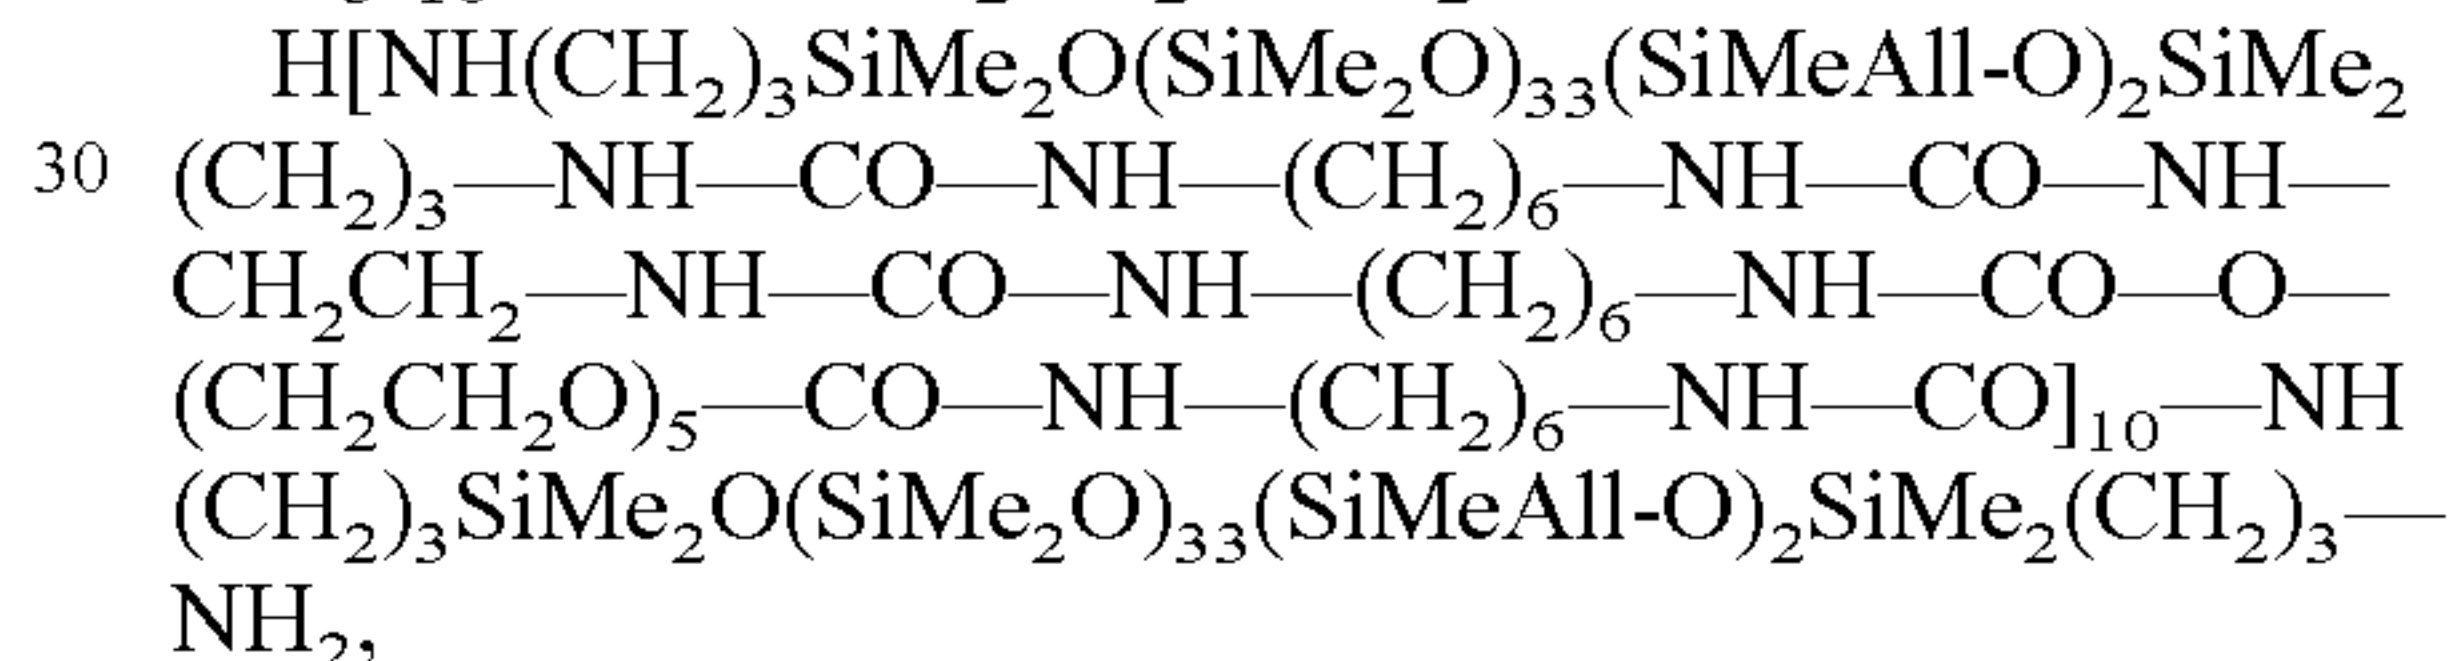 H[NH(CH₂)₃SiMe₂O(SiMe₂O)₃₃(SiMeAll-O)₂SiMe₂
30 (CH₂)₃—NH—CO—NH—(CH₂)₆—NH—CO—NH—
CH₂CH₂—NH—CO—NH—(CH₂)₆—NH—CO—O—
(CH₂CH₂O)₅—CO—NH—(CH₂)₆—NH—CO]₁₀—NH
(CH₂)₃SiMe₂O(SiMe₂O)₃₃(SiMeAll-O)₂SiMe₂(CH₂)₃—
NH₂,